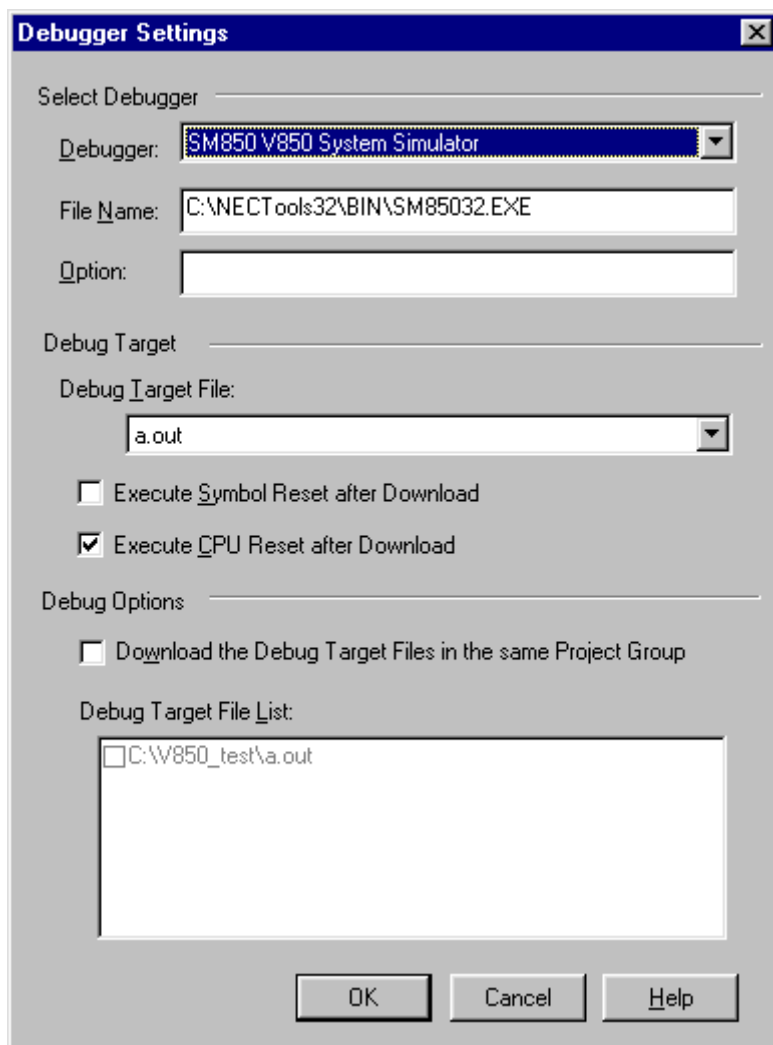 Debugger Settings
Select Debugger
Debugger: SM850 V850 System Simulator
File Name: C:\NECTools32\BIN\SM85032.EXE
Option:
Debug Target
Debug Target File:
a.out
Execute Symbol Reset after Download
Execute CPU Reset after Download
Debug Options
Download the Debug Target Files in the same Project Group
Debug Target File List:
C:\V850_test\a.out
OK Cancel Help